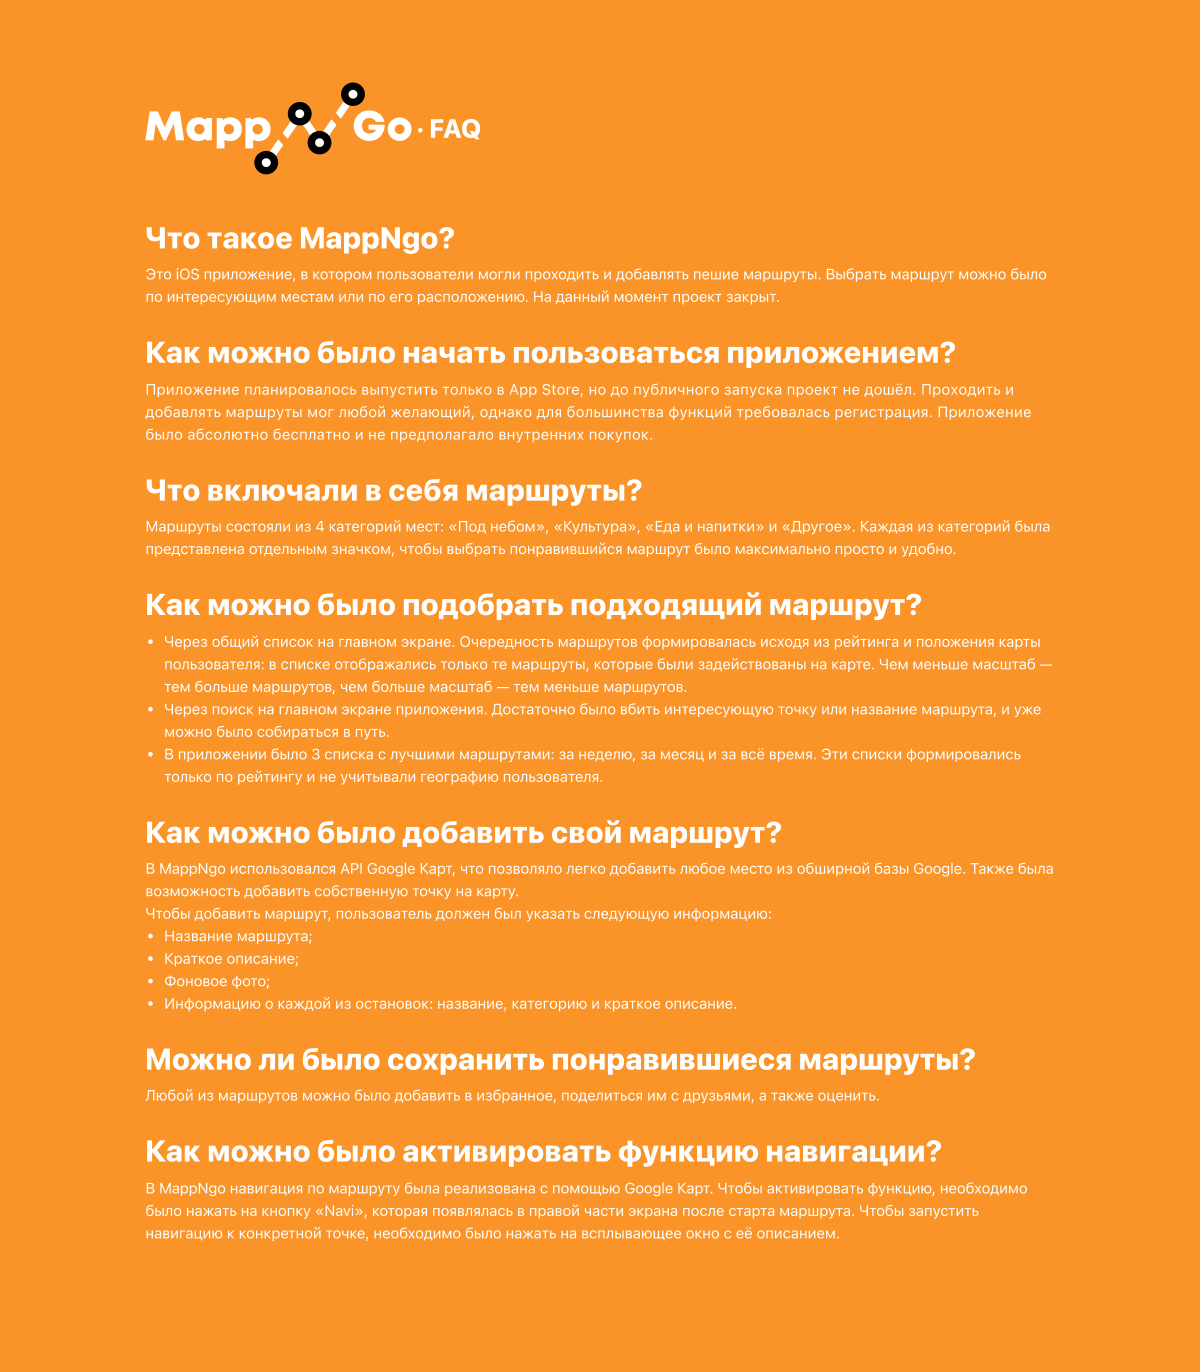 MappNGo · FAQ
Что такое MappNgo?
Это iOS приложение, в котором пользователи могли проходить и добавлять пешие маршруты. Выбрать маршрут можно было
по интересующим местам или по его расположению. На данный момент проект закрыт.
Как можно было начать пользоваться приложением?
Приложение планировалось выпустить только в App Store, но до публичного запуска проект не дошёл. Проходить и
добавлять маршруты мог любой желающий, однако для большинства функций требовалась регистрация. Приложение
было абсолютно бесплатно и не предполагало внутренних покупок.
Что включали в себя маршруты?
Маршруты состояли из 4 категорий мест: «Под небом», «Культура», «Еда и напитки» и «Другое». Каждая из категорий была
представлена отдельным значком, чтобы выбрать понравившийся маршрут было максимально просто и удобно.
Как можно было подобрать подходящий маршрут?
• Через общий список на главном экране. Очередность маршрутов формировалась исходя из рейтинга и положения карты
пользователя: в списке отображались только те маршруты, которые были задействованы на карте. Чем меньше масштаб —
тем больше маршрутов, чем больше масштаб — тем меньше маршрутов.
• Через поиск на главном экране приложения. Достаточно было вбить интересующую точку или название маршрута, и уже
можно было собираться в путь.
• В приложении было 3 списка с лучшими маршрутами: за неделю, за месяц и за всё время. Эти списки формировались
только по рейтингу и не учитывали географию пользователя.
Как можно было добавить свой маршрут?
В MappNgo использовался API Google Карт, что позволяло легко добавить любое место из обширной базы Google. Также была
возможность добавить собственную точку на карту.
Чтобы добавить маршрут, пользователь должен был указать следующую информацию:
• Название маршрута;
• Краткое описание;
• Фоновое фото;
• Информацию о каждой из остановок: название, категорию и краткое описание.
Можно ли было сохранить понравившиеся маршруты?
Любой из маршрутов можно было добавить в избранное, поделиться им с друзьями, а также оценить.
Как можно было активировать функцию навигации?
В MappNgo навигация по маршруту была реализована с помощью Google Карт. Чтобы активировать функцию, необходимо
было нажать на кнопку «Navi», которая появлялась в правой части экрана после старта маршрута. Чтобы запустить
навигацию к конкретной точке, необходимо было нажать на всплывающее окно с её описанием.